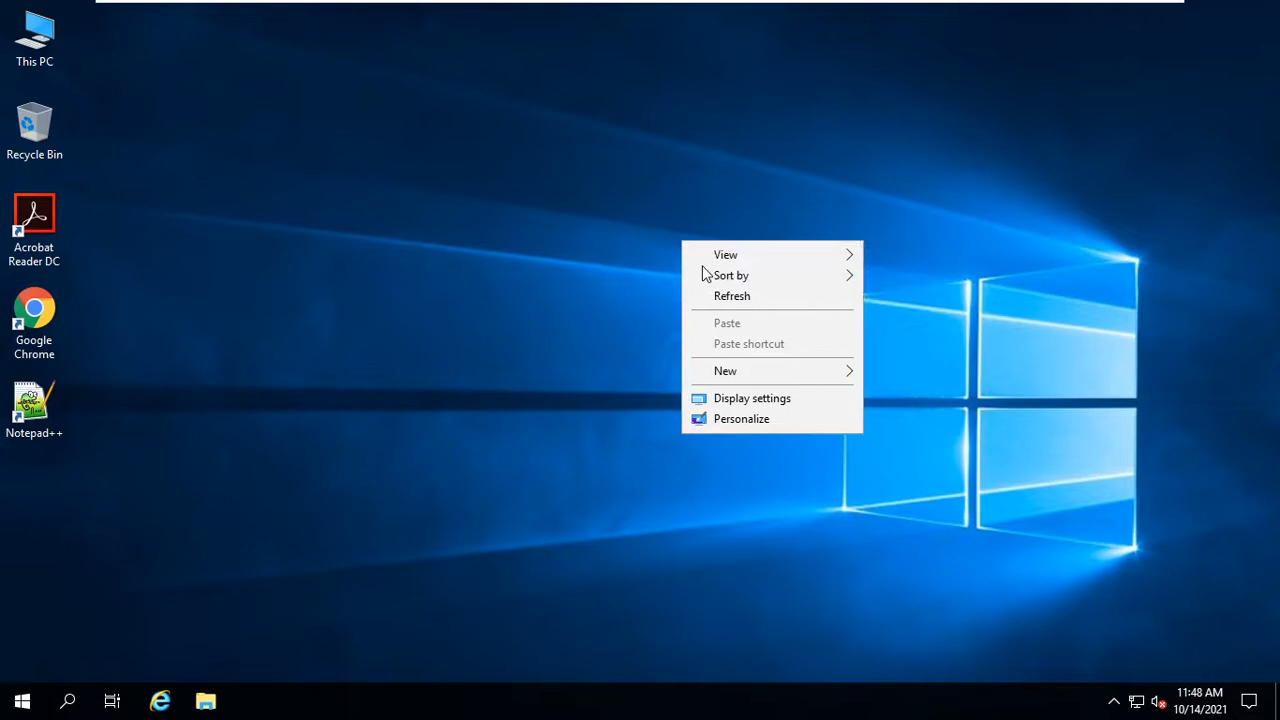 This PC
Recycle Bin
Acrobat
Reader DC
Google
Chrome
Notepad++
View
Sort by
Refresh
Paste
Paste shortcut
New
Display settings
Personalize
11:48 AM
10/14/2021